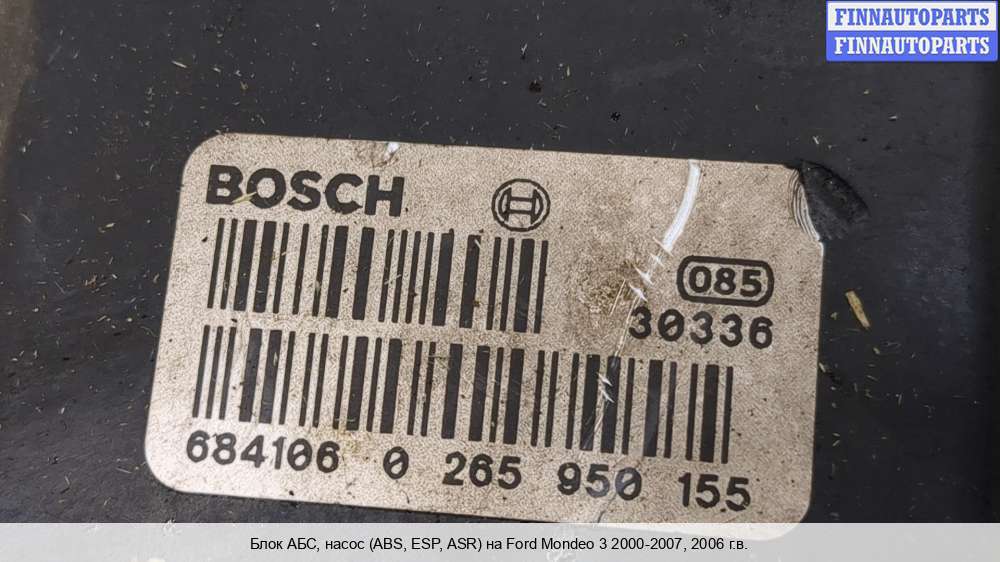 FINNAUTOPARTS
FINNAUTOPARTS
BOSCH
085
30336
684106 0 265 950 155
Блок АБС, насос (ABS, ESP, ASR) на Ford Mondeo 3 2000-2007, 2006 г.в.